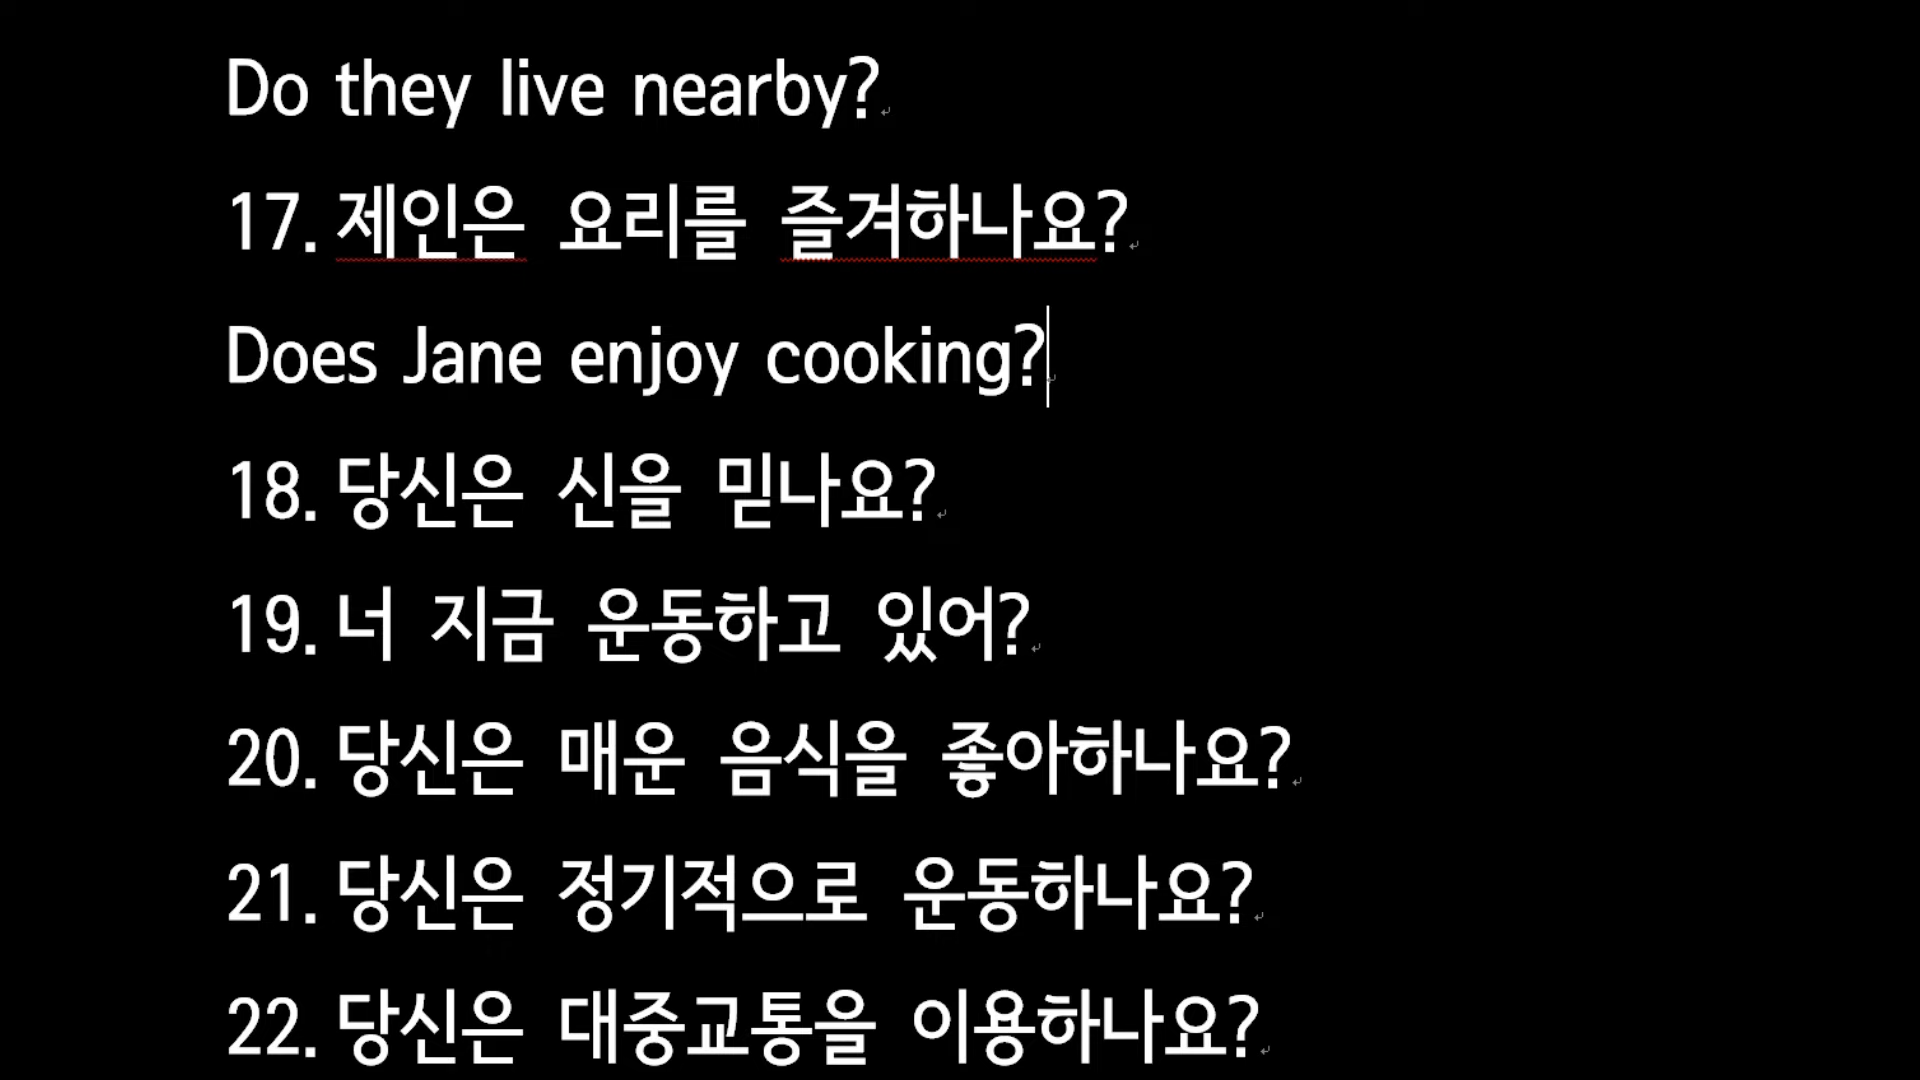 Do they live nearby?
17. 제인은 요리를 즐겨하나요?
Does Jane enjoy cooking?
18. 당신은 신을 믿나요?
19. 너 지금 운동하고 있어?
20. 당신은 매운 음식을 좋아하나요?
21. 당신은 정기적으로 운동하나요?
22. 당신은 대중교통을 이용하나요?